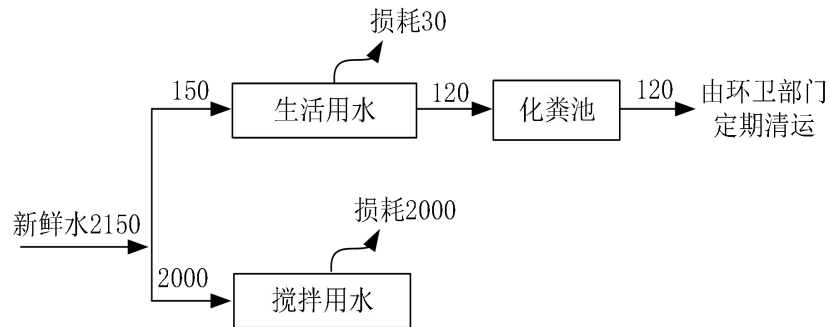 损耗30
150
生活用水
120
化粪池
120
由环卫部门
定期清运
新鲜水2150
损耗2000
2000
搅拌用水